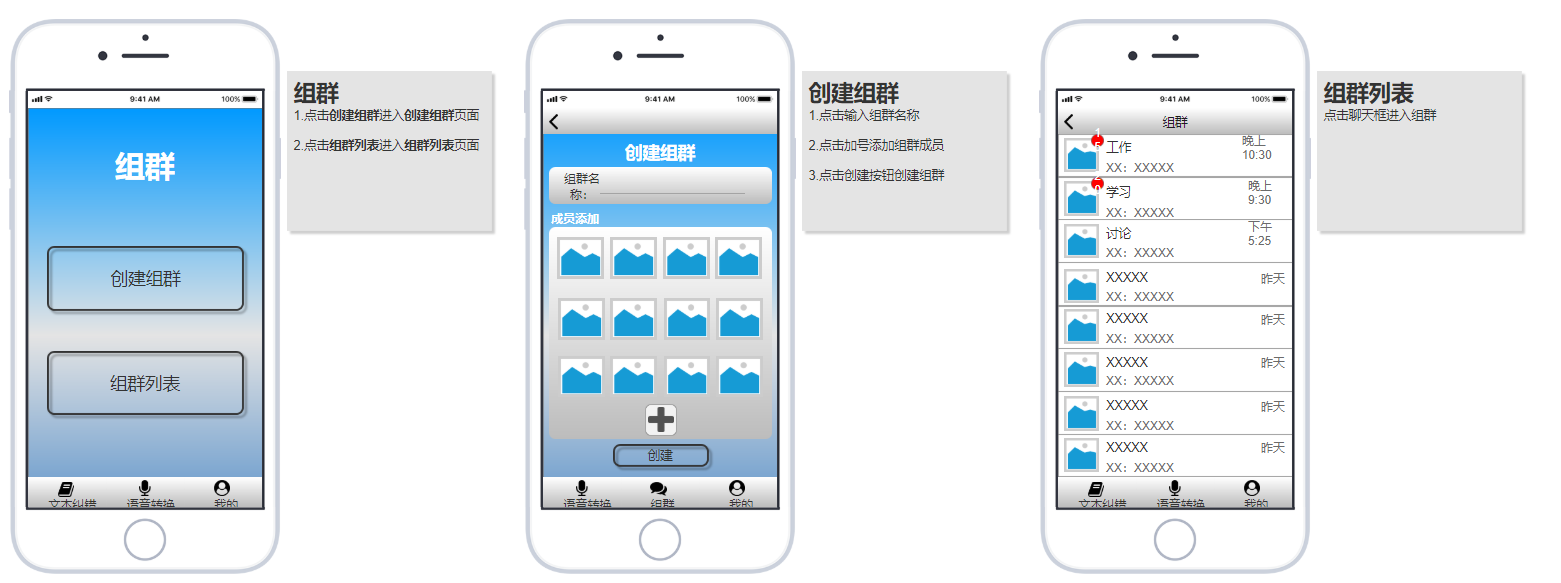 9:41 AM
100%
组群
创建组群
组群列表
文本纠错
语音转换
我的
组群
1.点击创建组群进入创建组群页面
2.点击组群列表进入组群列表页面
9:41 AM
100%
创建组群
组群名
称：
成员添加
创建
语音转换
组群
我的
创建组群
1.点击输入组群名称
2.点击加号添加组群成员
3.点击创建按钮创建组群
9:41 AM
100%
组群
工作
晚上
10:30
XX：XXXXX
学习
晚上
9:30
XX：XXXXX
讨论
下午
5:25
XX：XXXXX
XXXXX
昨天
XX：XXXXX
XXXXX
昨天
XX：XXXXX
XXXXX
昨天
XX：XXXXX
XXXXX
昨天
XX：XXXXX
XXXXX
昨天
XX：XXXXX
文本纠错
语音转换
我的
组群列表
点击聊天框进入组群